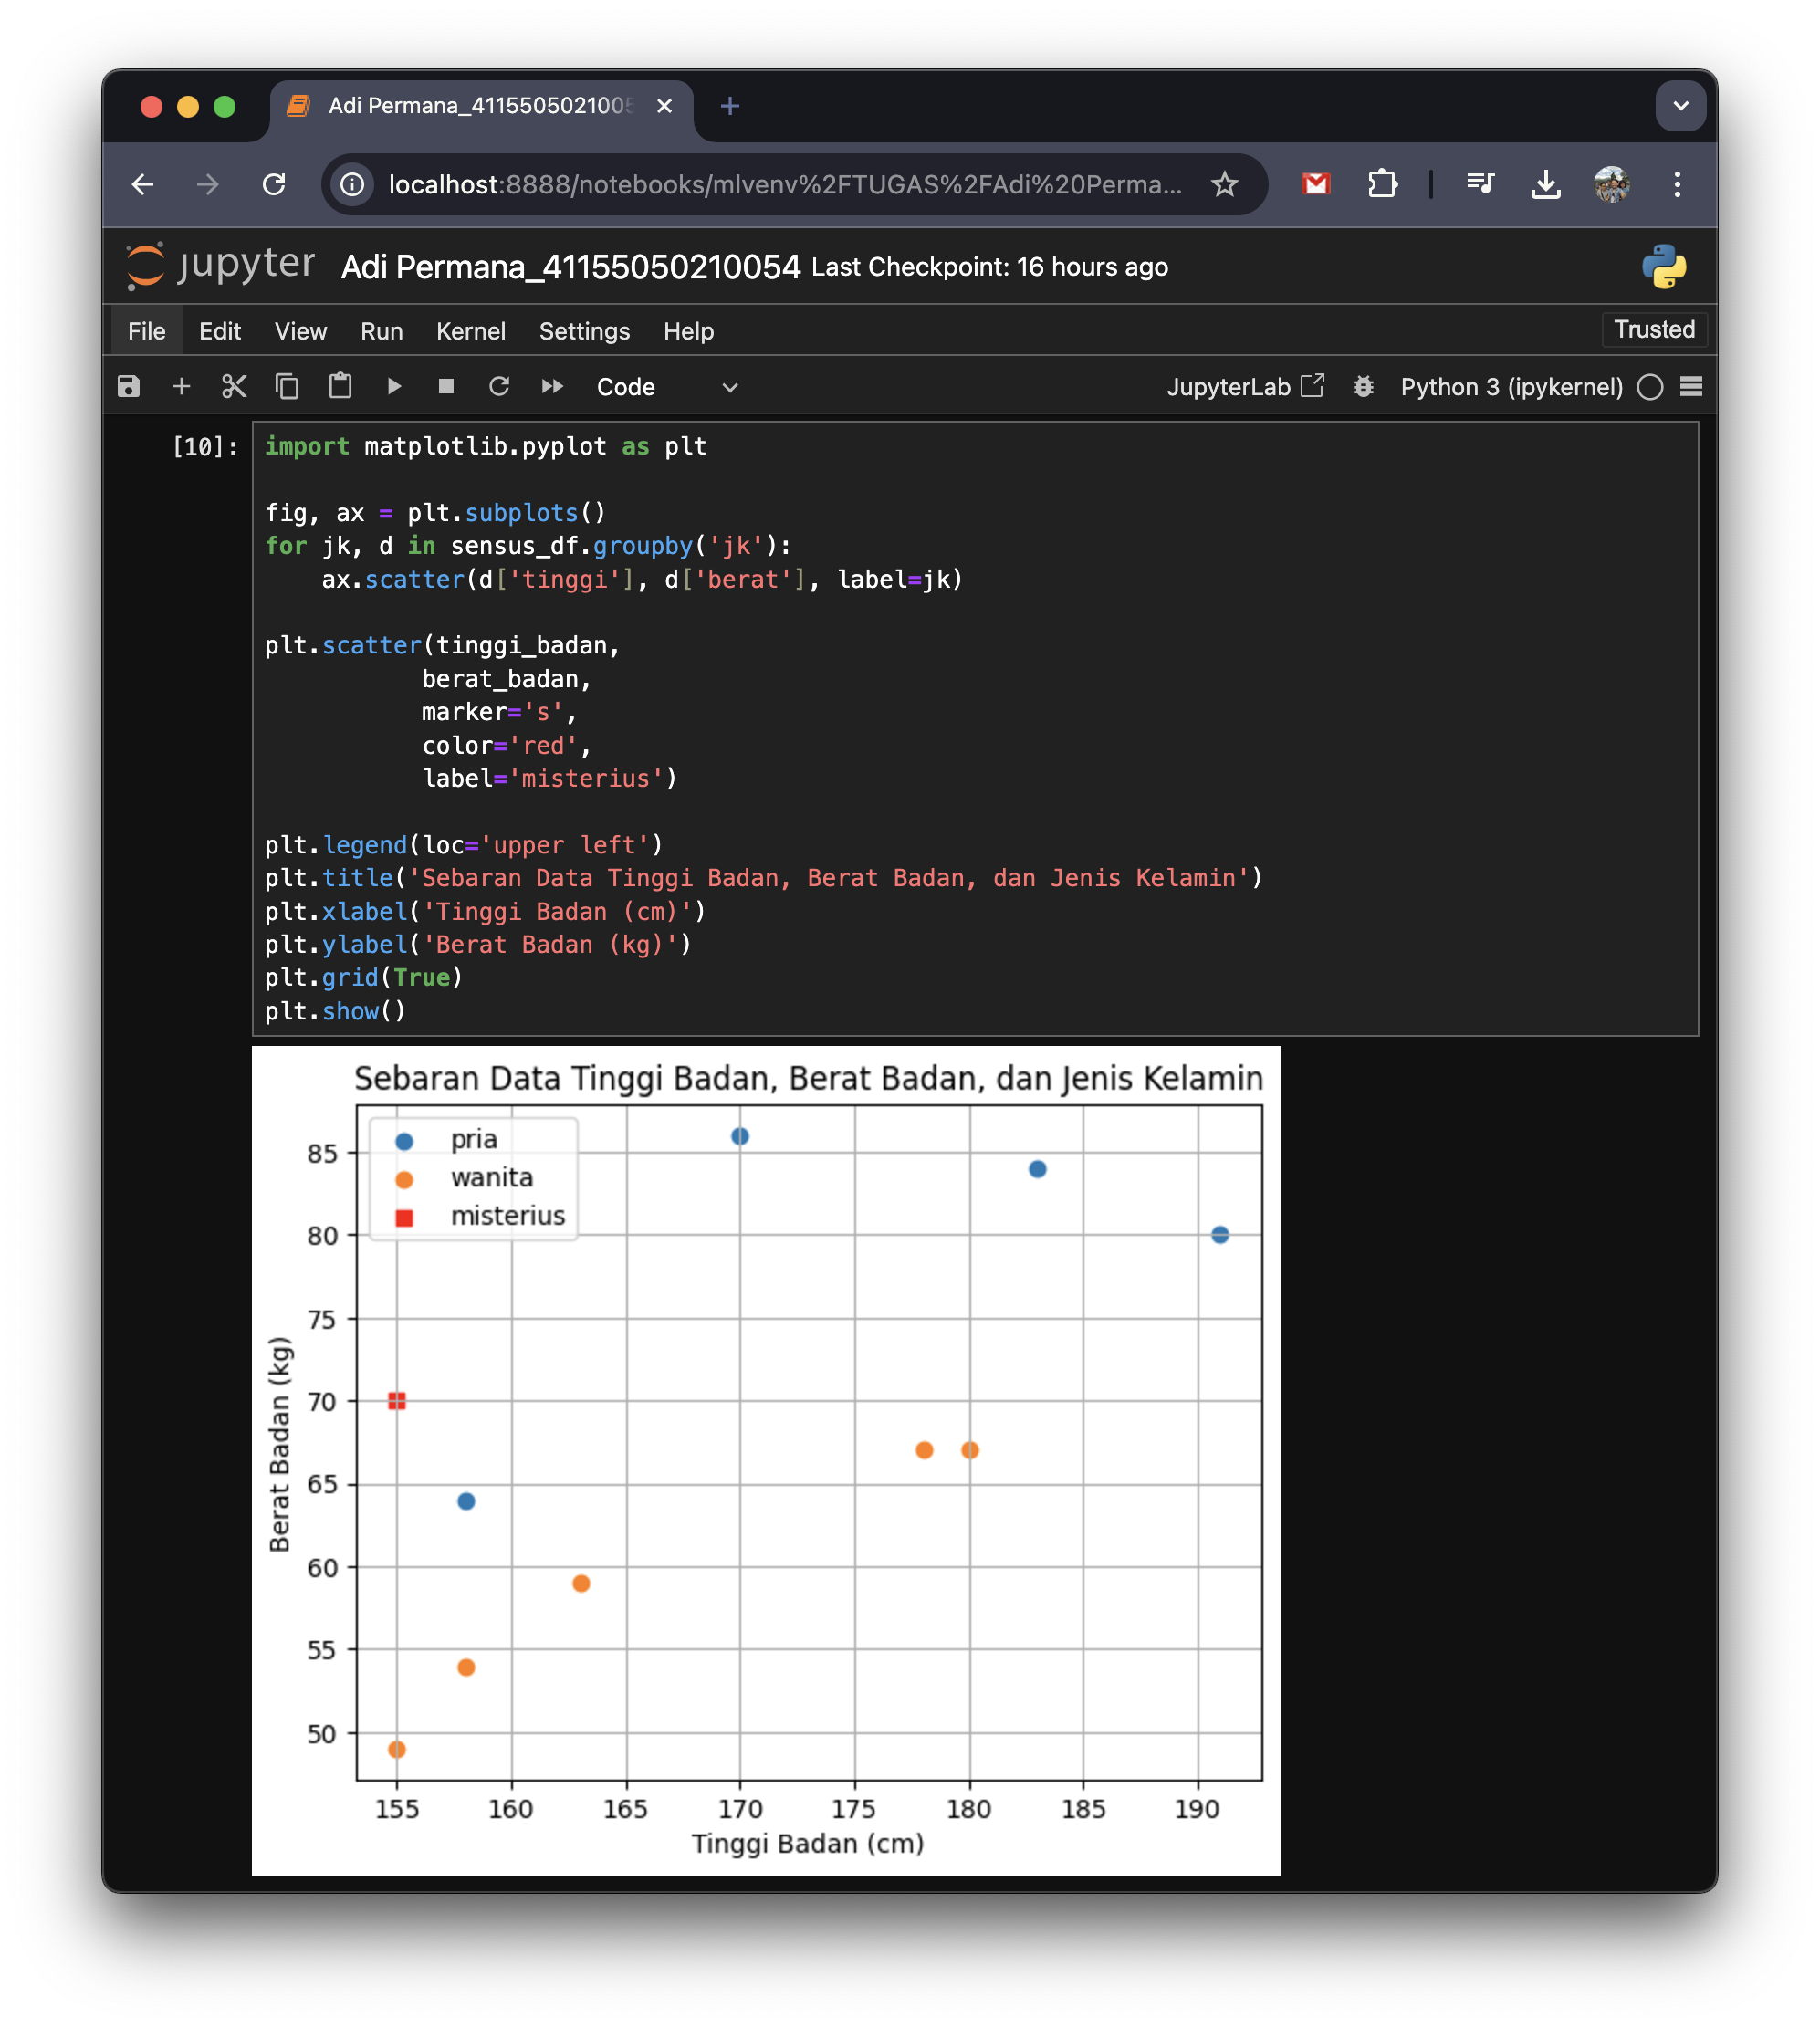 Adi Permana_4115505021005
localhost:8888/notebooks/mlvenv%2FTUGAS%2FAdi%20Perma...
jupyter Adi Permana_41155050210054 Last Checkpoint: 16 hours ago
File Edit View Run Kernel Settings Help Trusted
Code JupyterLab Python 3 (ipykernel)
[10]: import matplotlib.pyplot as plt
fig, ax = plt.subplots()
for jk, d in sensus_df.groupby('jk'):
    ax.scatter(d['tinggi'], d['berat'], label=jk)
plt.scatter(tinggi_badan,
           berat_badan,
           marker='s',
           color='red',
           label='misterius')
plt.legend(loc='upper left')
plt.title('Sebaran Data Tinggi Badan, Berat Badan, dan Jenis Kelamin')
plt.xlabel('Tinggi Badan (cm)')
plt.ylabel('Berat Badan (kg)')
plt.grid(True)
plt.show()
Sebaran Data Tinggi Badan, Berat Badan, dan Jenis Kelamin
pria
wanita
misterius
85
80
75
70
65
60
55
50
Berat Badan (kg)
155 160 165 170 175 180 185 190
Tinggi Badan (cm)